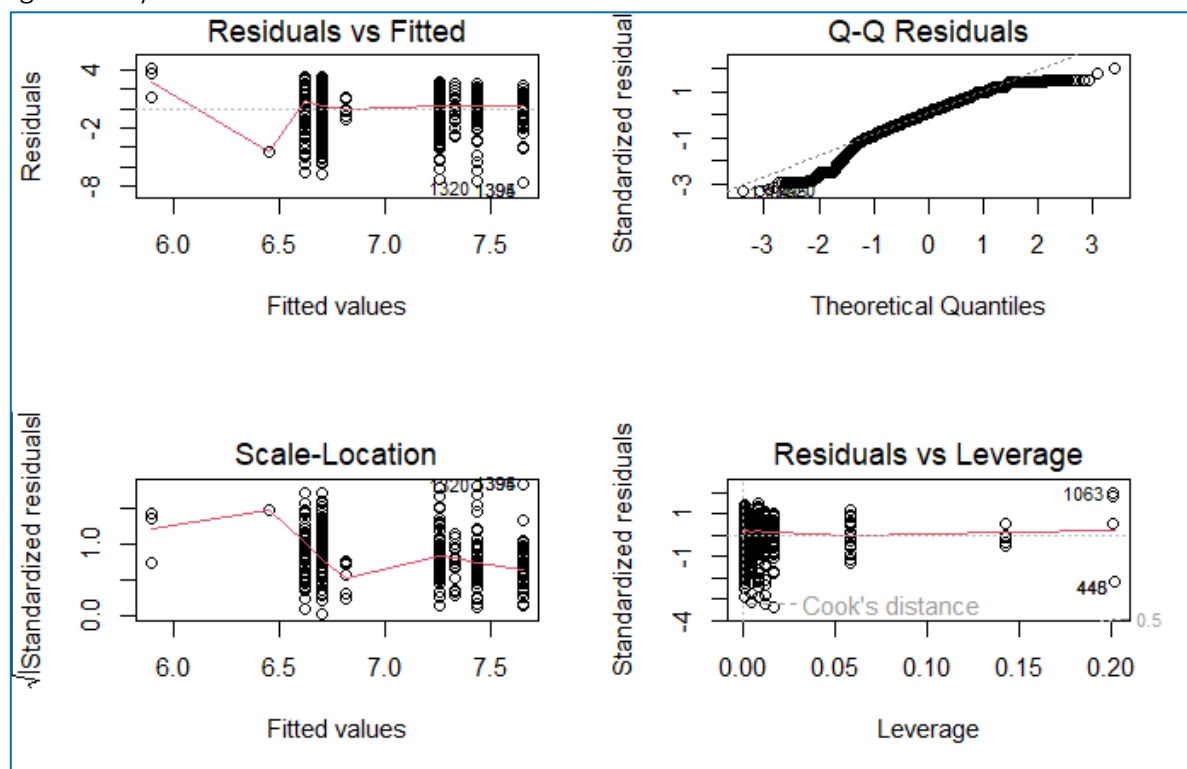 Residuals vs Fitted
Residuals
4
-2
-8
1320
6.0 6.5 7.0 7.5
Fitted values
Q-Q Residuals
Standardized residual
1
-1
-3
-3 -2 -1 0 1 2 3
Theoretical Quantiles
Scale-Location
√|Standardized residuals|
1.0
0.0
1320
6.0 6.5 7.0 7.5
Fitted values
Residuals vs Leverage
Standardized residuals
1
-1
-4
1063
448
Cook's distance
0.5
0.00 0.05 0.10 0.15 0.20
Leverage